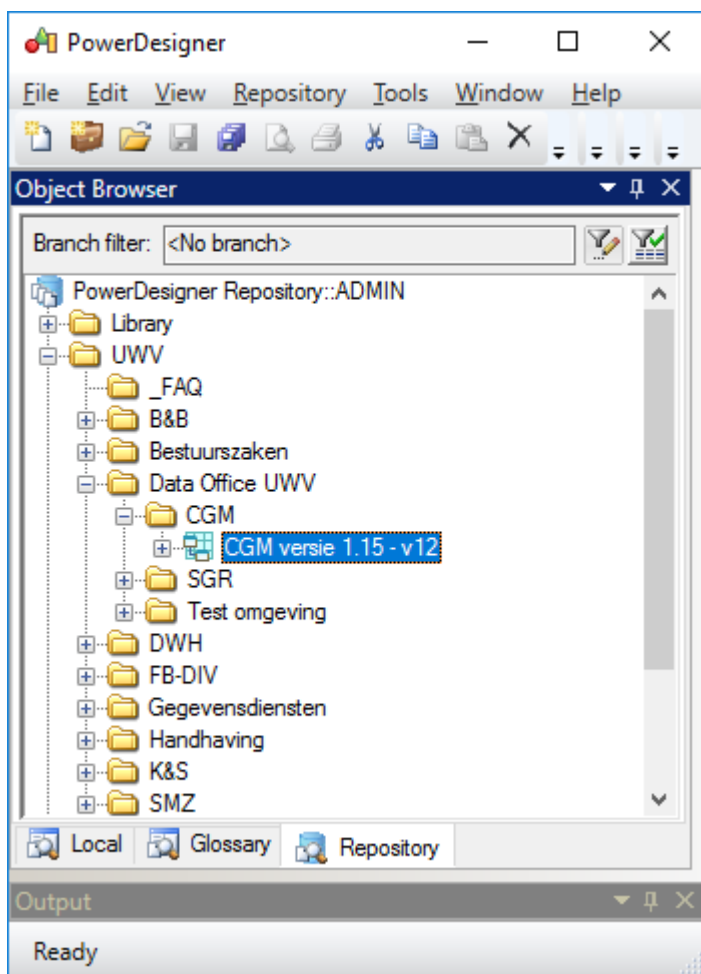 PowerDesigner
File Edit View Repository Tools Window Help
Object Browser
Branch filter: <No branch>
PowerDesigner Repository::ADMIN
Library
UWV
_FAQ
B&B
Bestuurszaken
Data Office UWV
CGM
CGM versie 1.15 - v12
SGR
Test omgeving
DWH
FB-DIV
Gegevensdiensten
Handhaving
K&S
SMZ
Local Glossary Repository
Output
Ready